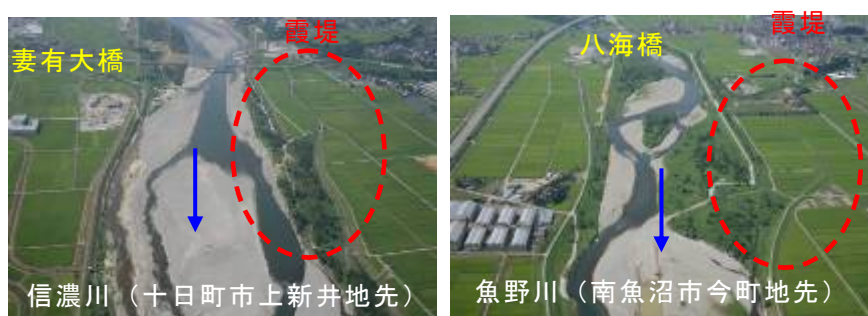 霞堤
妻有大橋
信濃川（十日町市上新井地先）
霞堤
八海橋
魚野川（南魚沼市今町地先）